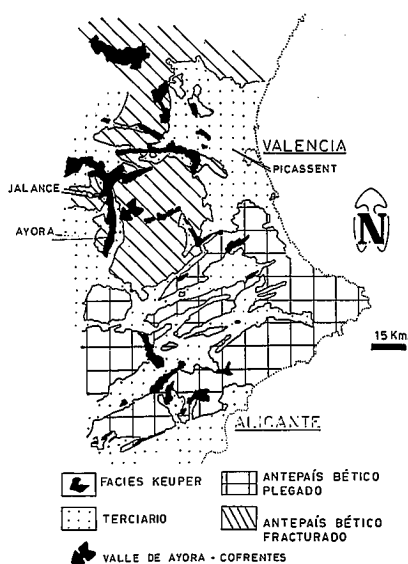 VALENCIA
PICASSENT
JALANCE
AYORA
N
15 Km
ALICANTE
FACIES KEUPER
ANTEPAÍS BÉTICO
PLEGADO
TERCIARIO
ANTEPAÍS BÉTICO
FRACTURADO
VALLE DE AYORA - COFRENTES